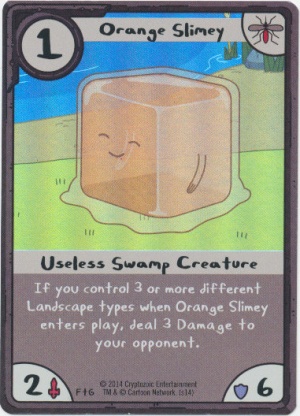 1
Orange Slimey
Useless Swamp Creature
If you control 3 or more different
Landscape types when Orange Slimey
enters play, deal 3 Damage to
your opponent.
2
FtG
© 2014 Cryptozoic Entertainment
TM & © Cartoon Network. (s14)
6